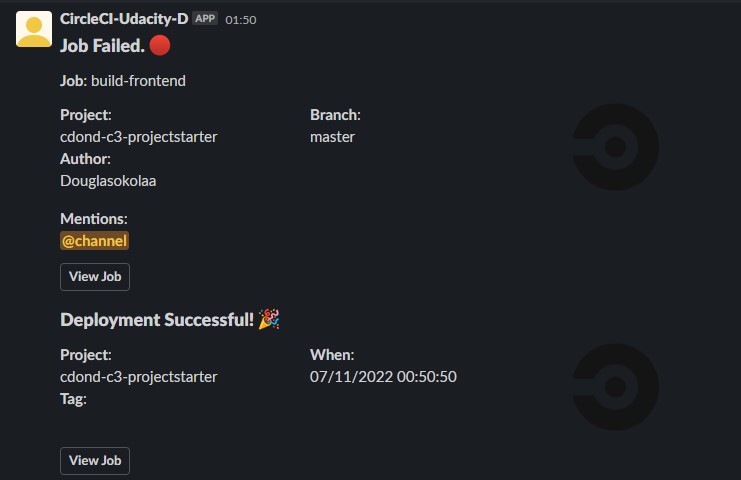 CircleCI-Udacity-D APP 01:50
Job Failed. 🔴
Job: build-frontend
Project: Branch:
cdond-c3-projectstarter master
Author:
Douglasokolaa
Mentions:
@channel
View Job
Deployment Successful! 🎉
Project: When:
cdond-c3-projectstarter 07/11/2022 00:50:50
Tag:
View Job